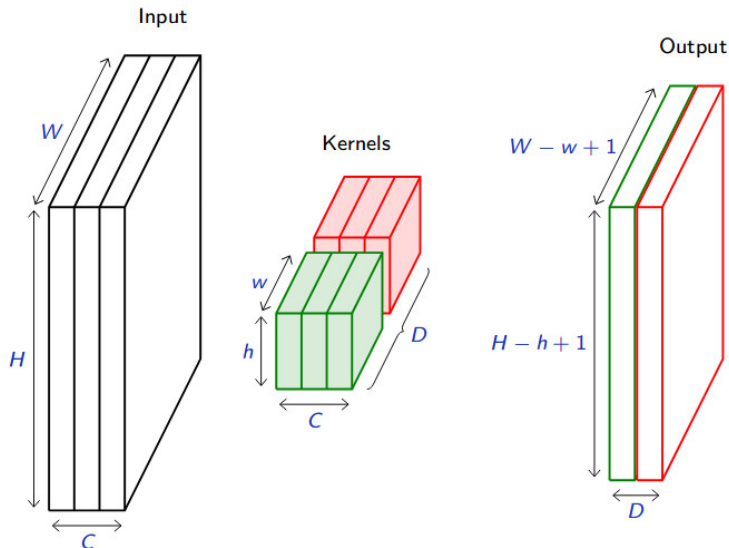 Input
W
H
C
Kernels
w
h
C
D
Output
W − w + 1
H − h + 1
D